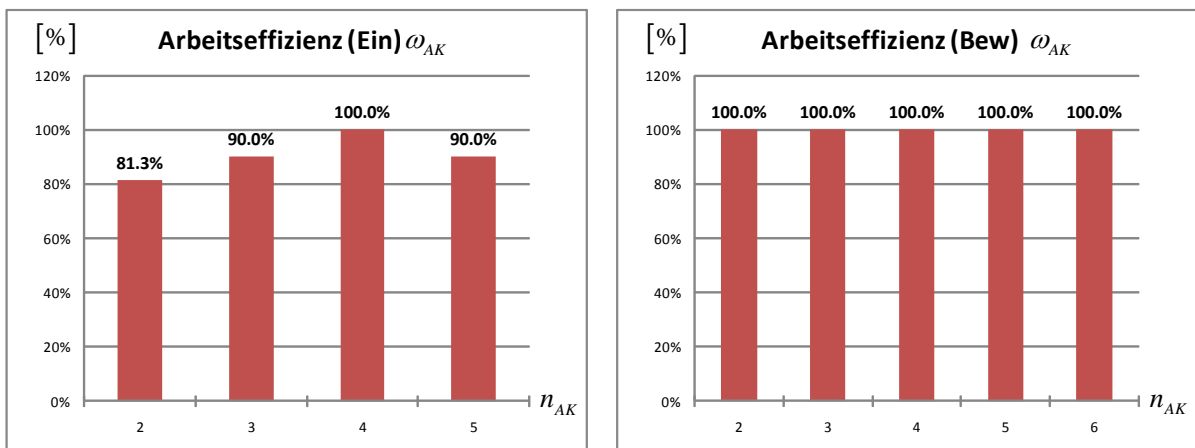 [%] Arbeitseffizienz (Ein) ω_AK
120%
100%
80%
60%
40%
20%
0%
81.3%
90.0%
100.0%
90.0%
2 3 4 5
n_AK
[%] Arbeitseffizienz (Bew) ω_AK
120%
100%
80%
60%
40%
20%
0%
100.0% 100.0% 100.0% 100.0% 100.0%
2 3 4 5 6
n_AK